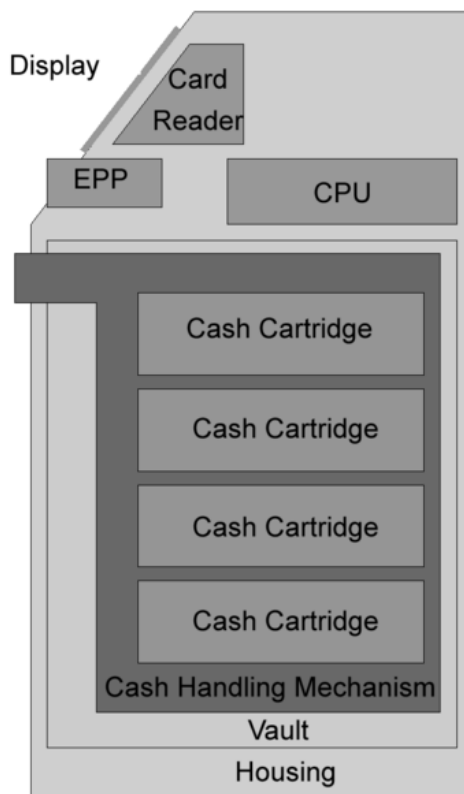 Display
Card
Reader
EPP
CPU
Cash Cartridge
Cash Cartridge
Cash Cartridge
Cash Cartridge
Cash Handling Mechanism
Vault
Housing